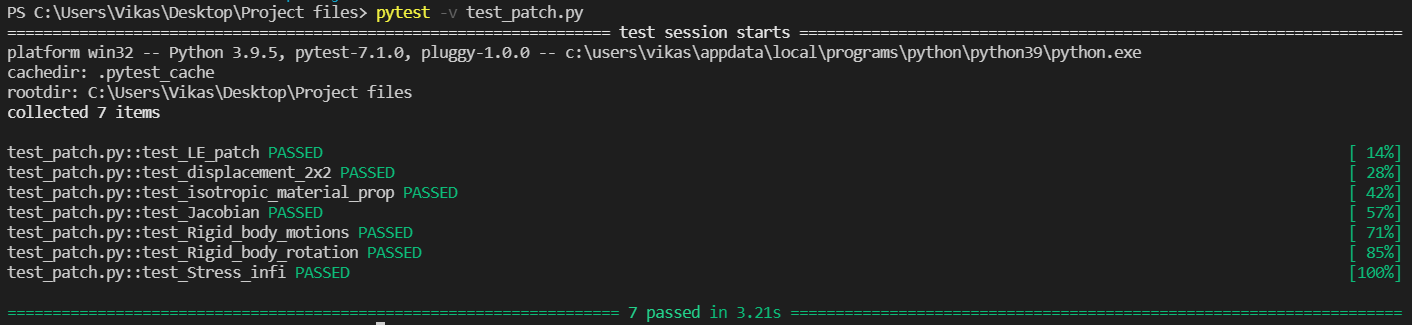 PS C:\Users\Vikas\Desktop\Project files> pytest -v test_patch.py
=================================================================== test session starts ===================================================================
platform win32 -- Python 3.9.5, pytest-7.1.0, pluggy-1.0.0 -- c:\users\vikas\appdata\local\programs\python\python39\python.exe
cachedir: .pytest_cache
rootdir: C:\Users\Vikas\Desktop\Project files
collected 7 items
test_patch.py::test_LE_patch PASSED [ 14%]
test_patch.py::test_displacement_2x2 PASSED [ 28%]
test_patch.py::test_isotropic_material_prop PASSED [ 42%]
test_patch.py::test_Jacobian PASSED [ 57%]
test_patch.py::test_Rigid_body_motions PASSED [ 71%]
test_patch.py::test_Rigid_body_rotation PASSED [ 85%]
test_patch.py::test_Stress_infi PASSED [100%]
==================================================================== 7 passed in 3.21s ====================================================================